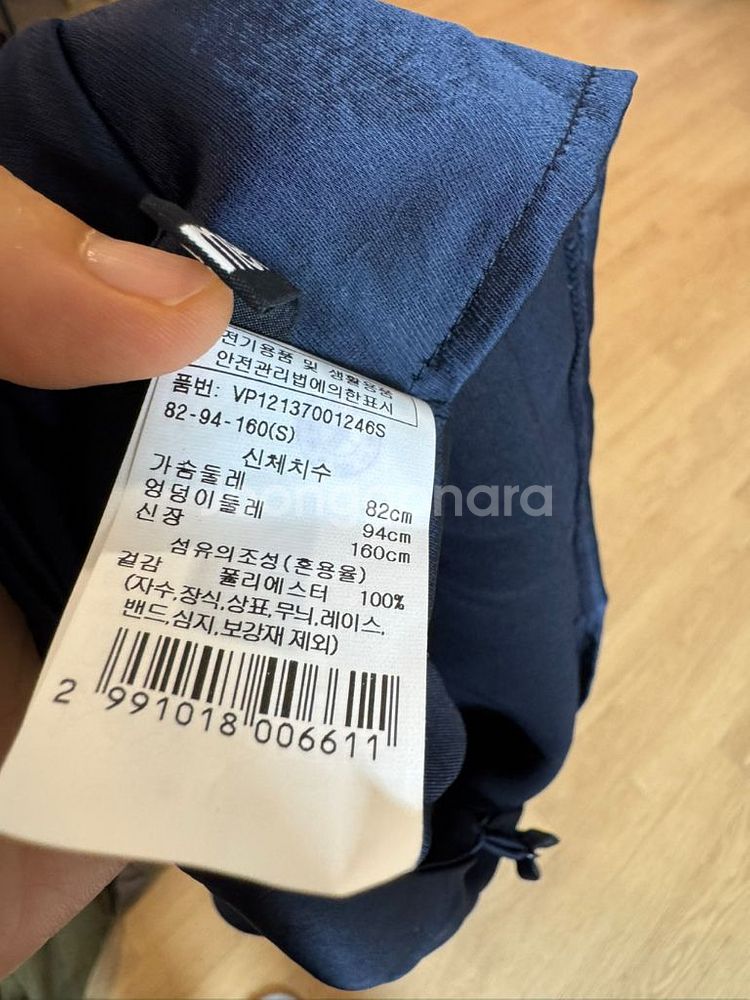 전기용품 및 생활용품
안전관리법에의한표시
품번: VP12137001246S
82-94-160(S)
신체치수
가슴둘레 82cm
엉덩이둘레 94cm
신장 160cm
섬유의조성(혼용율)
겉감 폴리에스터 100%
(자수,장식,상표,무늬,레이스,
밴드,심지,보강재 제외)
2 991018 006611